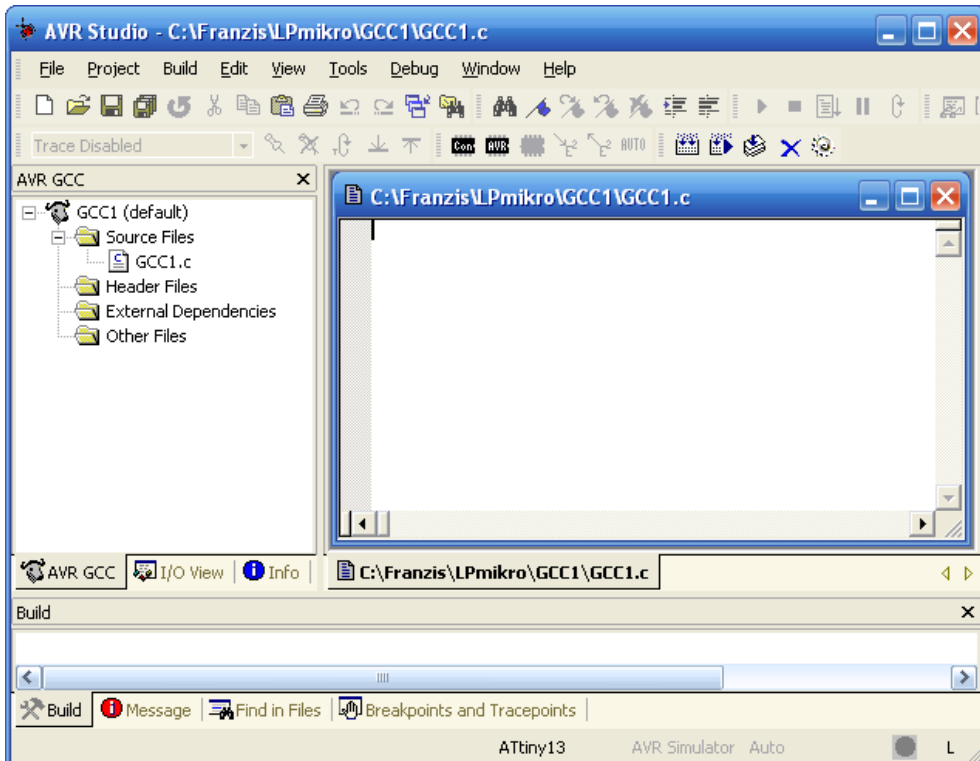 AVR Studio - C:\Franzis\LPmikro\GCC1\GCC1.c
File Project Build Edit View Tools Debug Window Help
Trace Disabled
Con AVR AUTO
AVR GCC
GCC1 (default)
Source Files
GCC1.c
Header Files
External Dependencies
Other Files
C:\Franzis\LPmikro\GCC1\GCC1.c
AVR GCC I/O View Info
C:\Franzis\LPmikro\GCC1\GCC1.c
Build
Build Message Find in Files Breakpoints and Tracepoints
ATtiny13 AVR Simulator Auto L